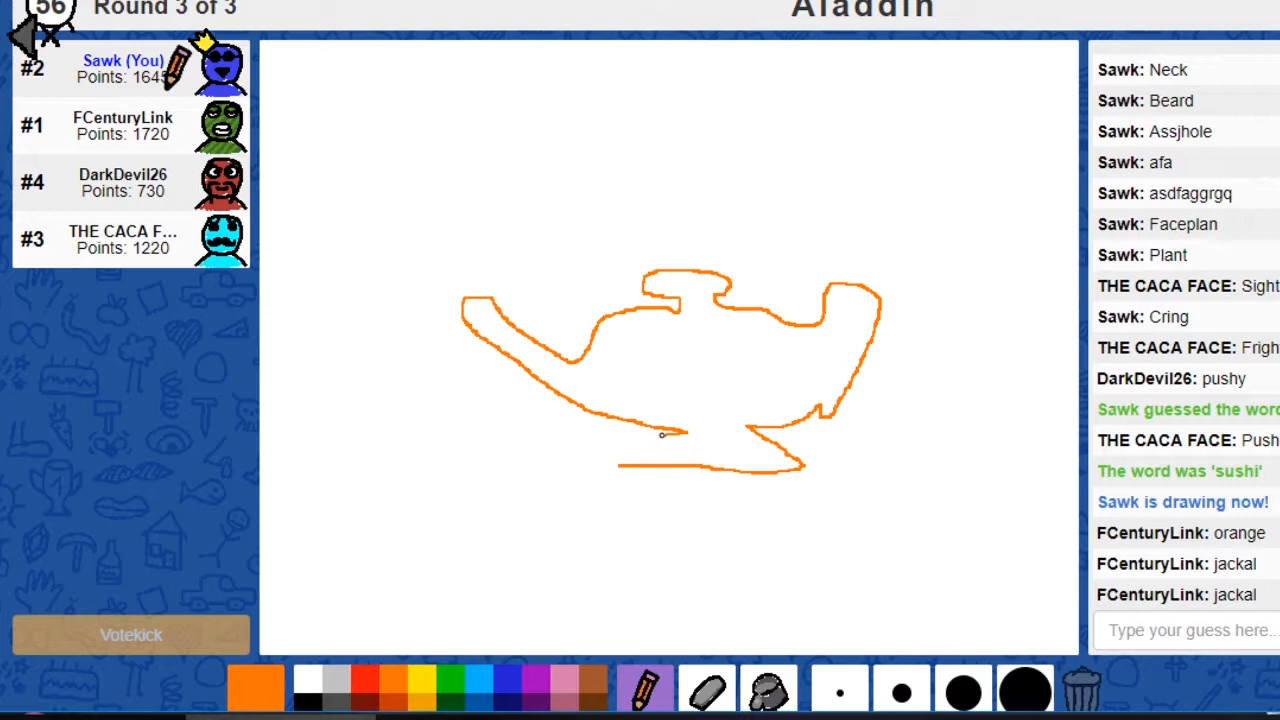 56
Round 3 of 3
Aladdin
#2
Sawk (You)
Points: 1645
#1
FCenturyLink
Points: 1720
#4
DarkDevil26
Points: 730
#3
THE CACA F...
Points: 1220
Votekick
Sawk: Neck
Sawk: Beard
Sawk: Assjhole
Sawk: afa
Sawk: asdfaggrgq
Sawk: Faceplan
Sawk: Plant
THE CACA FACE: Sight
Sawk: Cring
THE CACA FACE: Frigh
DarkDevil26: pushy
Sawk guessed the word
THE CACA FACE: Push
The word was 'sushi'
Sawk is drawing now!
FCenturyLink: orange
FCenturyLink: jackal
FCenturyLink: jackal
Type your guess here...